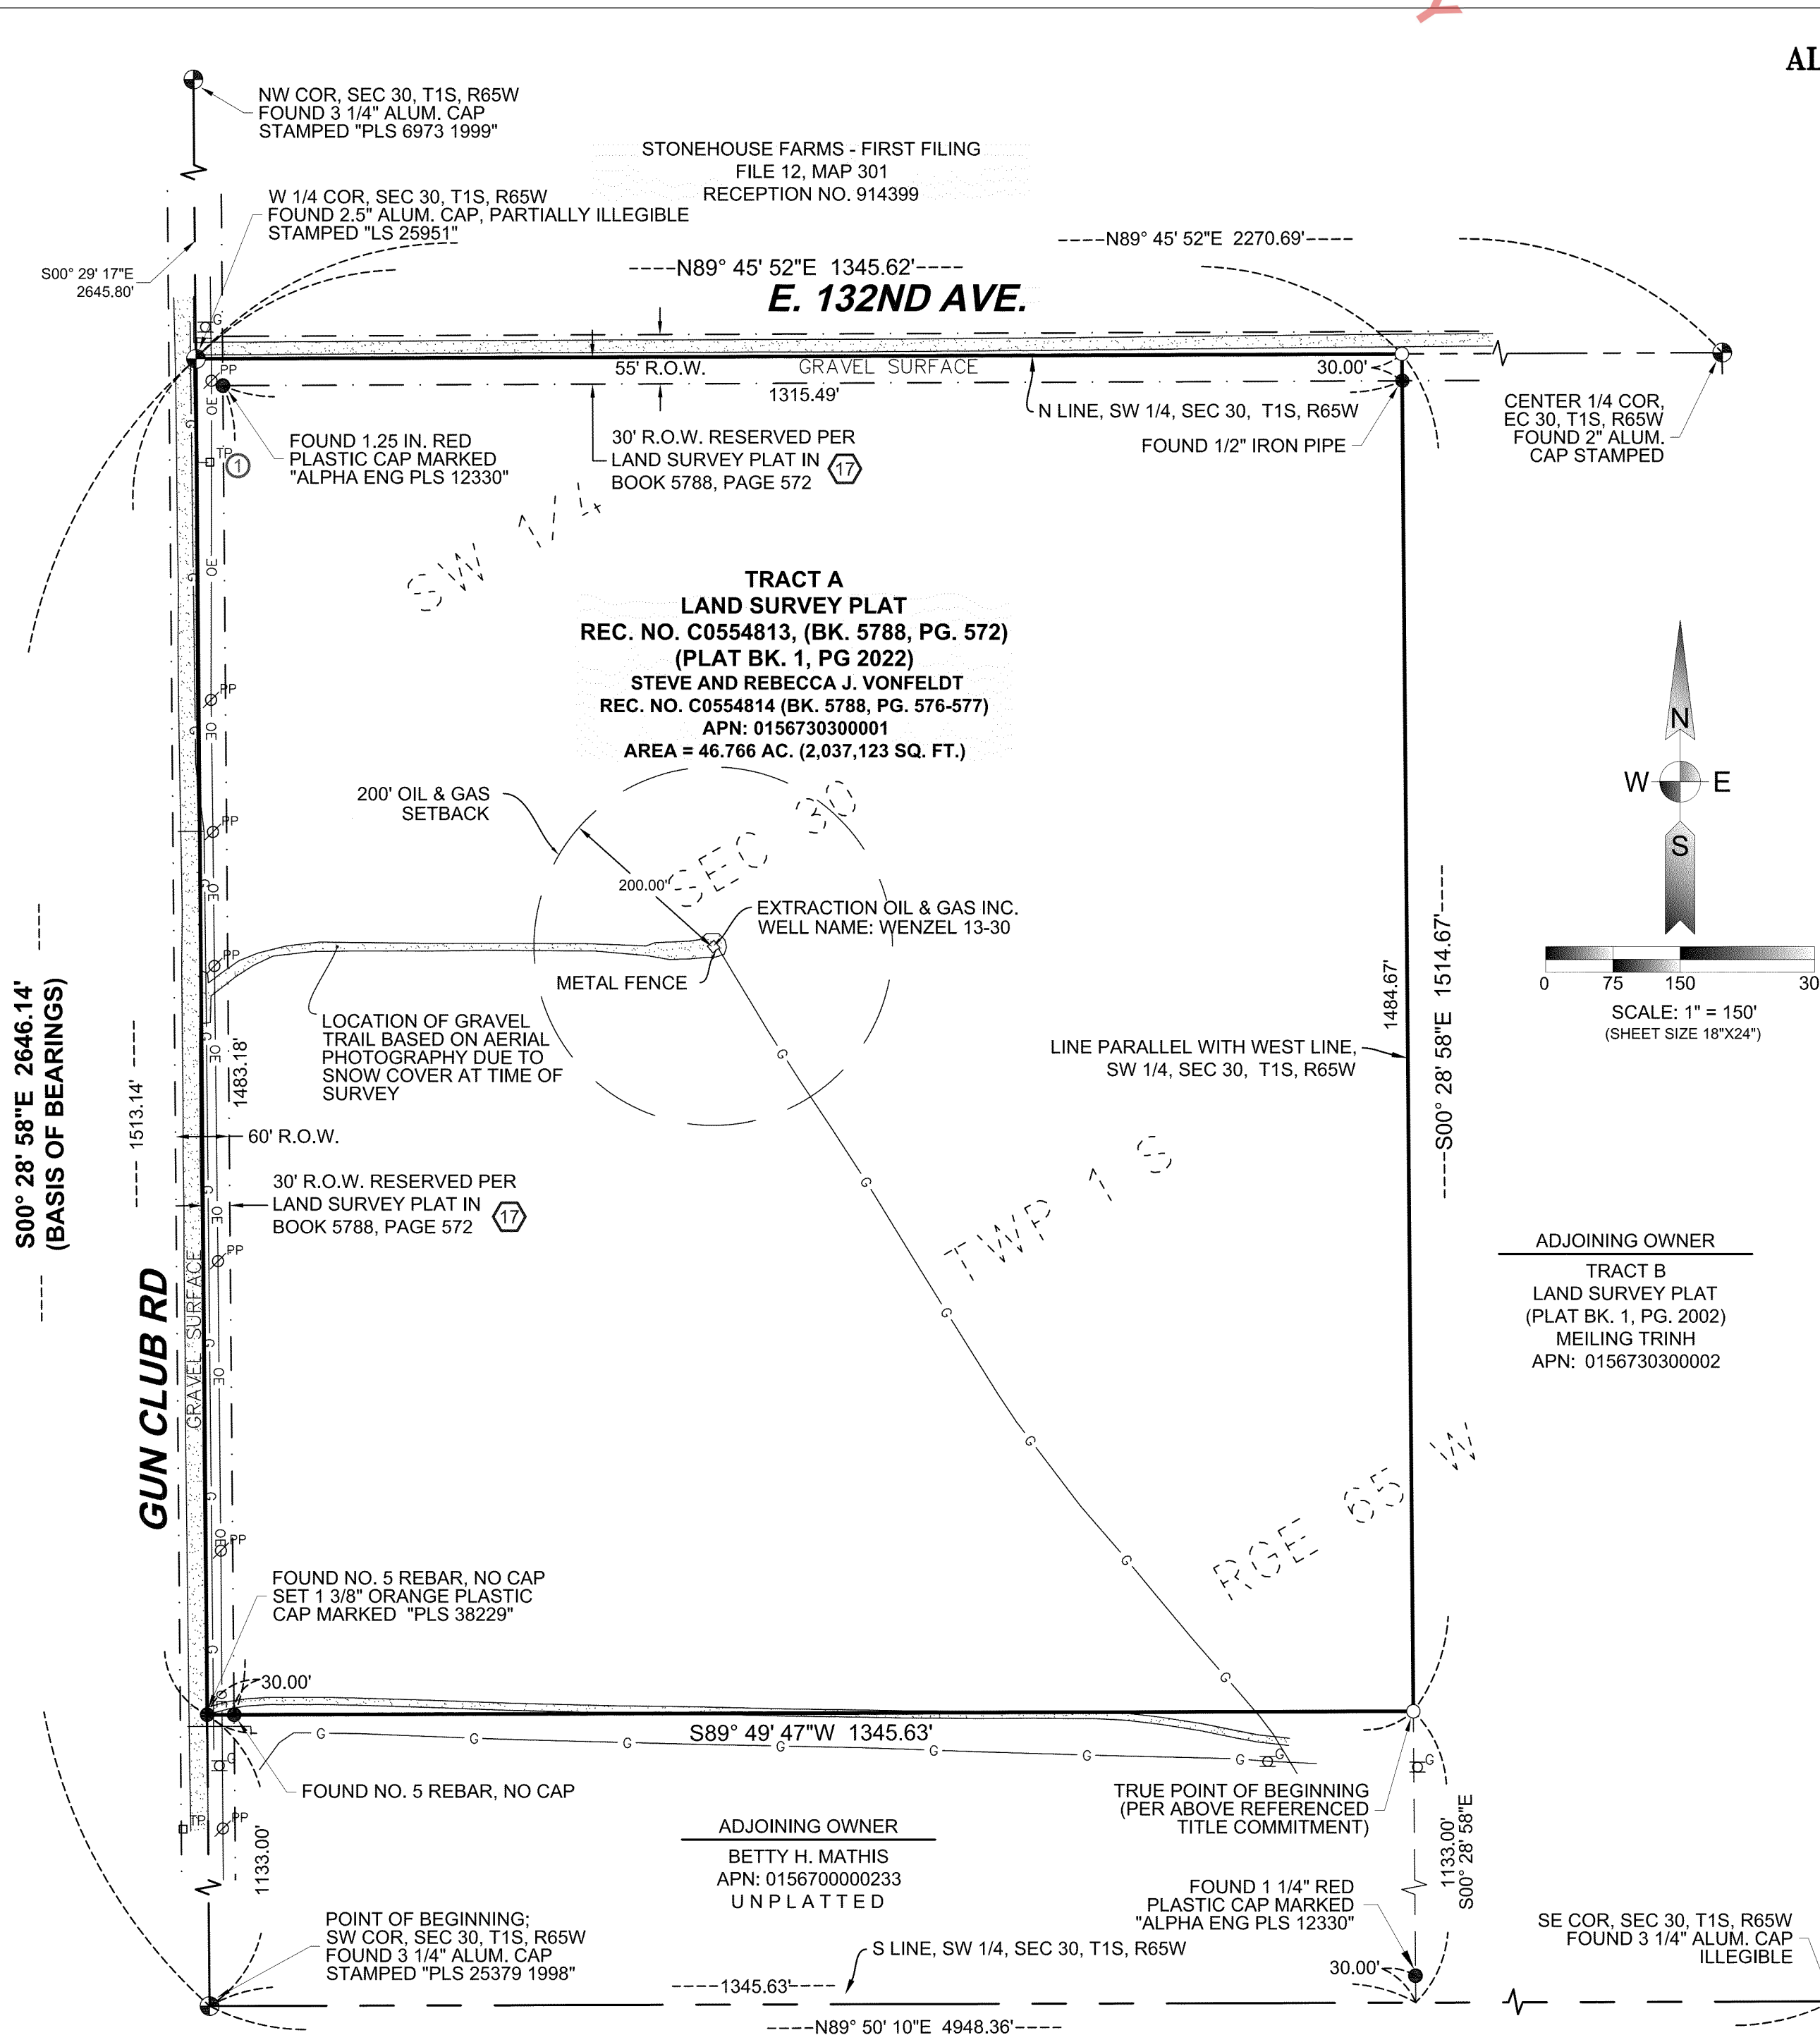 AL
NW COR, SEC 30, T1S, R65W
FOUND 3 1/4" ALUM. CAP
STAMPED "PLS 6973 1999"
STONEHOUSE FARMS - FIRST FILING
FILE 12, MAP 301
RECEPTION NO. 914399
W 1/4 COR, SEC 30, T1S, R65W
FOUND 2.5" ALUM. CAP, PARTIALLY ILLEGIBLE
STAMPED "LS 25951"
S00° 29' 17"E
2645.80'
----N89° 45' 52"E 2270.69'----
----N89° 45' 52"E 1345.62'----
E. 132ND AVE.
55' R.O.W.
GRAVEL SURFACE
30.00'
1315.49'
N LINE, SW 1/4, SEC 30, T1S, R65W
CENTER 1/4 COR,
EC 30, T1S, R65W
FOUND 2" ALUM.
CAP STAMPED
FOUND 1/2" IRON PIPE
FOUND 1.25 IN. RED
PLASTIC CAP MARKED
"ALPHA ENG PLS 12330"
TP
1
30' R.O.W. RESERVED PER
LAND SURVEY PLAT IN
BOOK 5788, PAGE 572
17
SW 1/4
TRACT A
LAND SURVEY PLAT
REC. NO. C0554813, (BK. 5788, PG. 572)
(PLAT BK. 1, PG 2022)
STEVE AND REBECCA J. VONFELDT
REC. NO. C0554814 (BK. 5788, PG. 576-577)
APN: 0156730300001
AREA = 46.766 AC. (2,037,123 SQ. FT.)
N
W E
S
200' OIL & GAS
SETBACK
SEC 30
200.00'
EXTRACTION OIL & GAS INC.
WELL NAME: WENZEL 13-30
METAL FENCE
0 75 150 30
SCALE: 1" = 150'
(SHEET SIZE 18"X24")
S00° 28' 58"E 2646.14'
(BASIS OF BEARINGS)
LOCATION OF GRAVEL
TRAIL BASED ON AERIAL
PHOTOGRAPHY DUE TO
SNOW COVER AT TIME OF
SURVEY
---- 1513.14' ----
1483.18'
LINE PARALLEL WITH WEST LINE,
SW 1/4, SEC 30, T1S, R65W
1484.67'
----S00° 28' 58"E 1514.67'----
60' R.O.W.
30' R.O.W. RESERVED PER
LAND SURVEY PLAT IN
BOOK 5788, PAGE 572
17
TWP 1 S
GUN CLUB RD
GRAVEL SURFACE
ADJOINING OWNER
TRACT B
LAND SURVEY PLAT
(PLAT BK. 1, PG. 2002)
MEILING TRINH
APN: 0156730300002
RGE 65 W
FOUND NO. 5 REBAR, NO CAP
SET 1 3/8" ORANGE PLASTIC
CAP MARKED "PLS 38229"
30.00'
S89° 49' 47"W 1345.63'
FOUND NO. 5 REBAR, NO CAP
TRUE POINT OF BEGINNING
(PER ABOVE REFERENCED
TITLE COMMITMENT)
TP
PP
1133.00'
ADJOINING OWNER
BETTY H. MATHIS
APN: 0156700000233
UNPLATTED
1133.00'
S00° 28' 58"E
FOUND 1 1/4" RED
PLASTIC CAP MARKED
"ALPHA ENG PLS 12330"
POINT OF BEGINNING;
SW COR, SEC 30, T1S, R65W
FOUND 3 1/4" ALUM. CAP
STAMPED "PLS 25379 1998"
S LINE, SW 1/4, SEC 30, T1S, R65W
SE COR, SEC 30, T1S, R65W
FOUND 3 1/4" ALUM. CAP
ILLEGIBLE
30.00'
----1345.63'----
----N89° 50' 10"E 4948.36'----